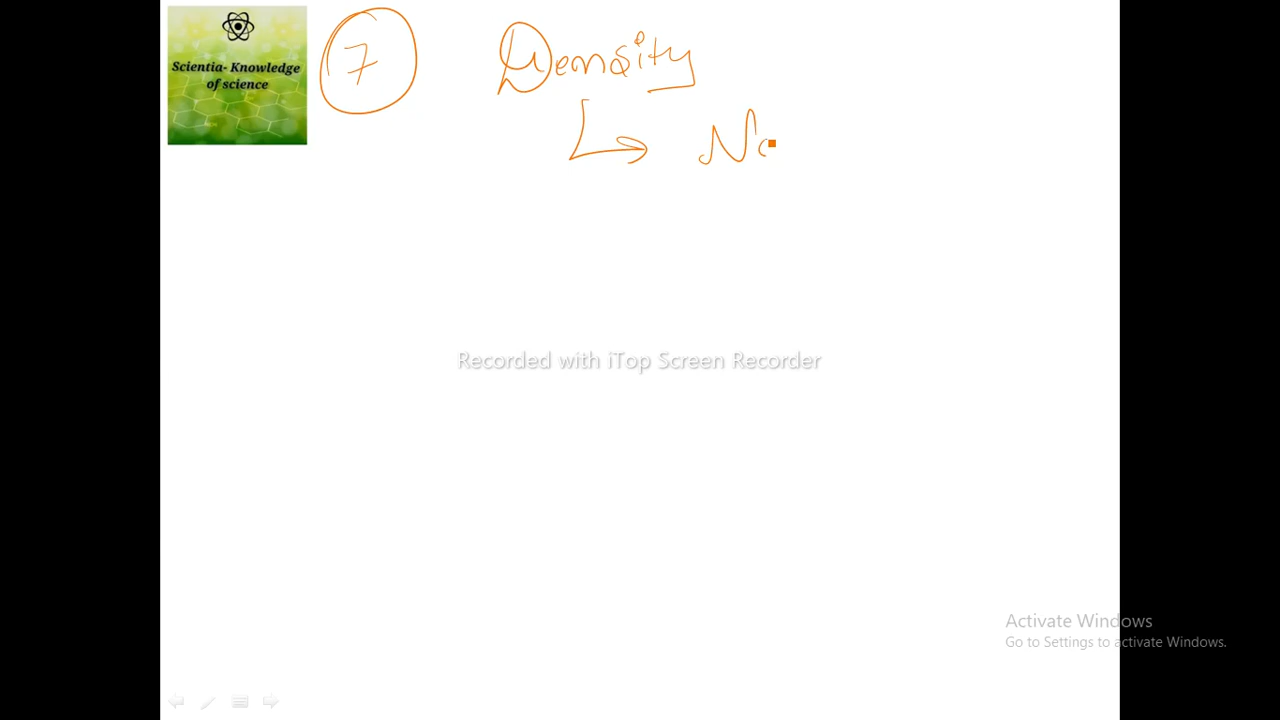 Scientia- Knowledge
of science
7
Density
Recorded with iTop Screen Recorder
Activate Windows
Go to Settings to activate Windows.